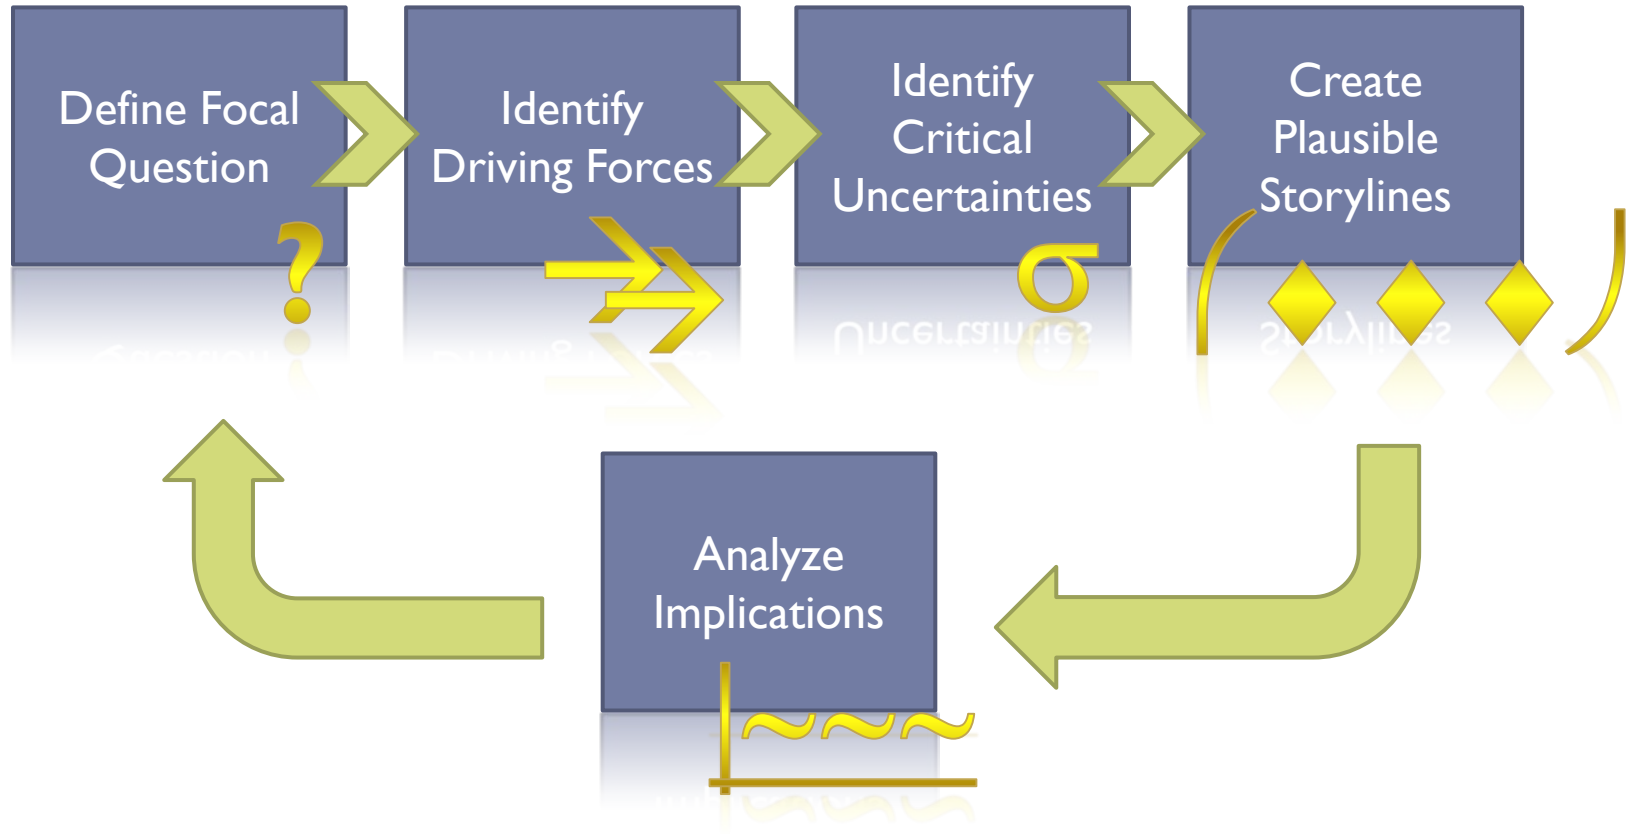 Define Focal
Question
?
Identify
Driving Forces
Identify
Critical
Uncertainties
σ
Create
Plausible
Storylines
Analyze
Implications
~~~